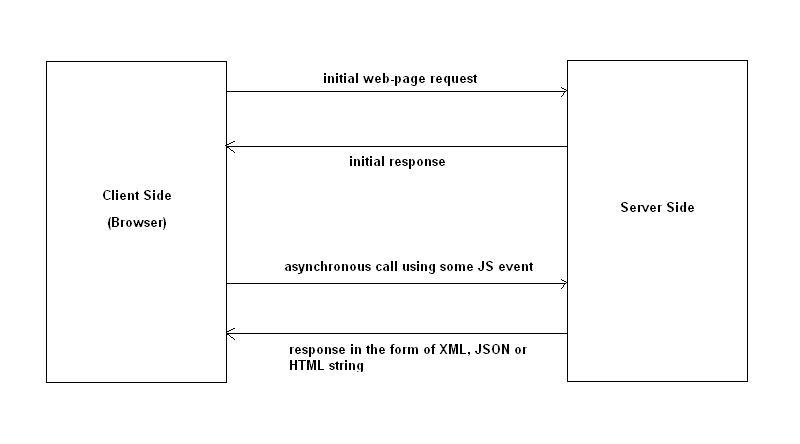 initial web-page request
initial response
Client Side
(Browser)
Server Side
asynchronous call using some JS event
response in the form of XML, JSON or
HTML string